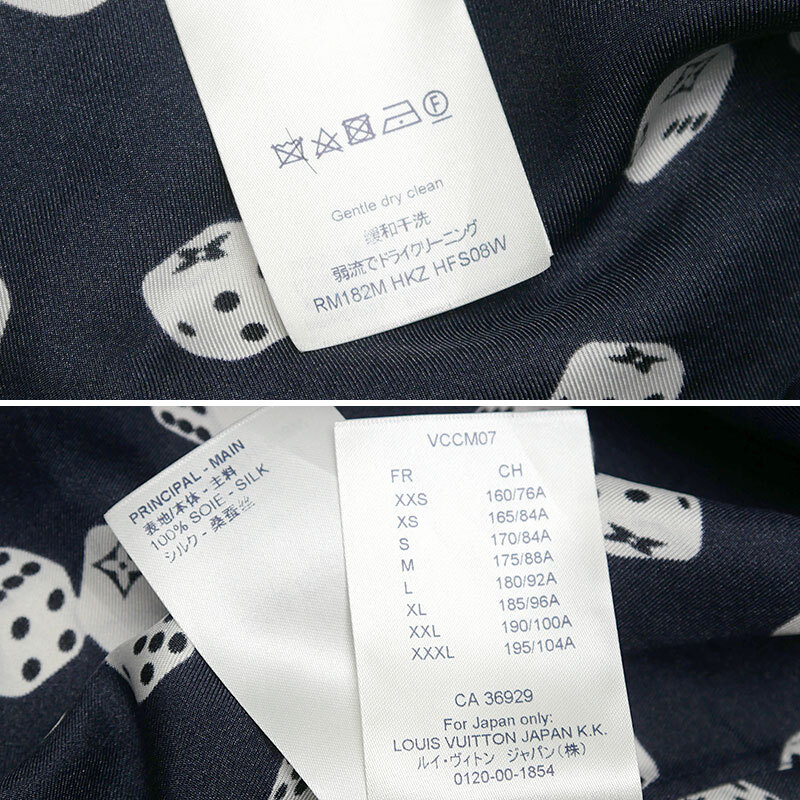 F
Gentle dry clean
缓和干洗
弱流でドライクリーニング
RM182M HKZ HFS08W
PRINCIPAL - MAIN
表地/本体 - 主料
100% SOIE - SILK
シルク - 桑蚕丝
VCCM07
FR CH
XXS 160/76A
XS 165/84A
S 170/84A
M 175/88A
L 180/92A
XL 185/96A
XXL 190/100A
XXXL 195/104A
CA 36929
For Japan only:
LOUIS VUITTON JAPAN K.K.
ルイ・ヴィトン ジャパン(株)
0120-00-1854